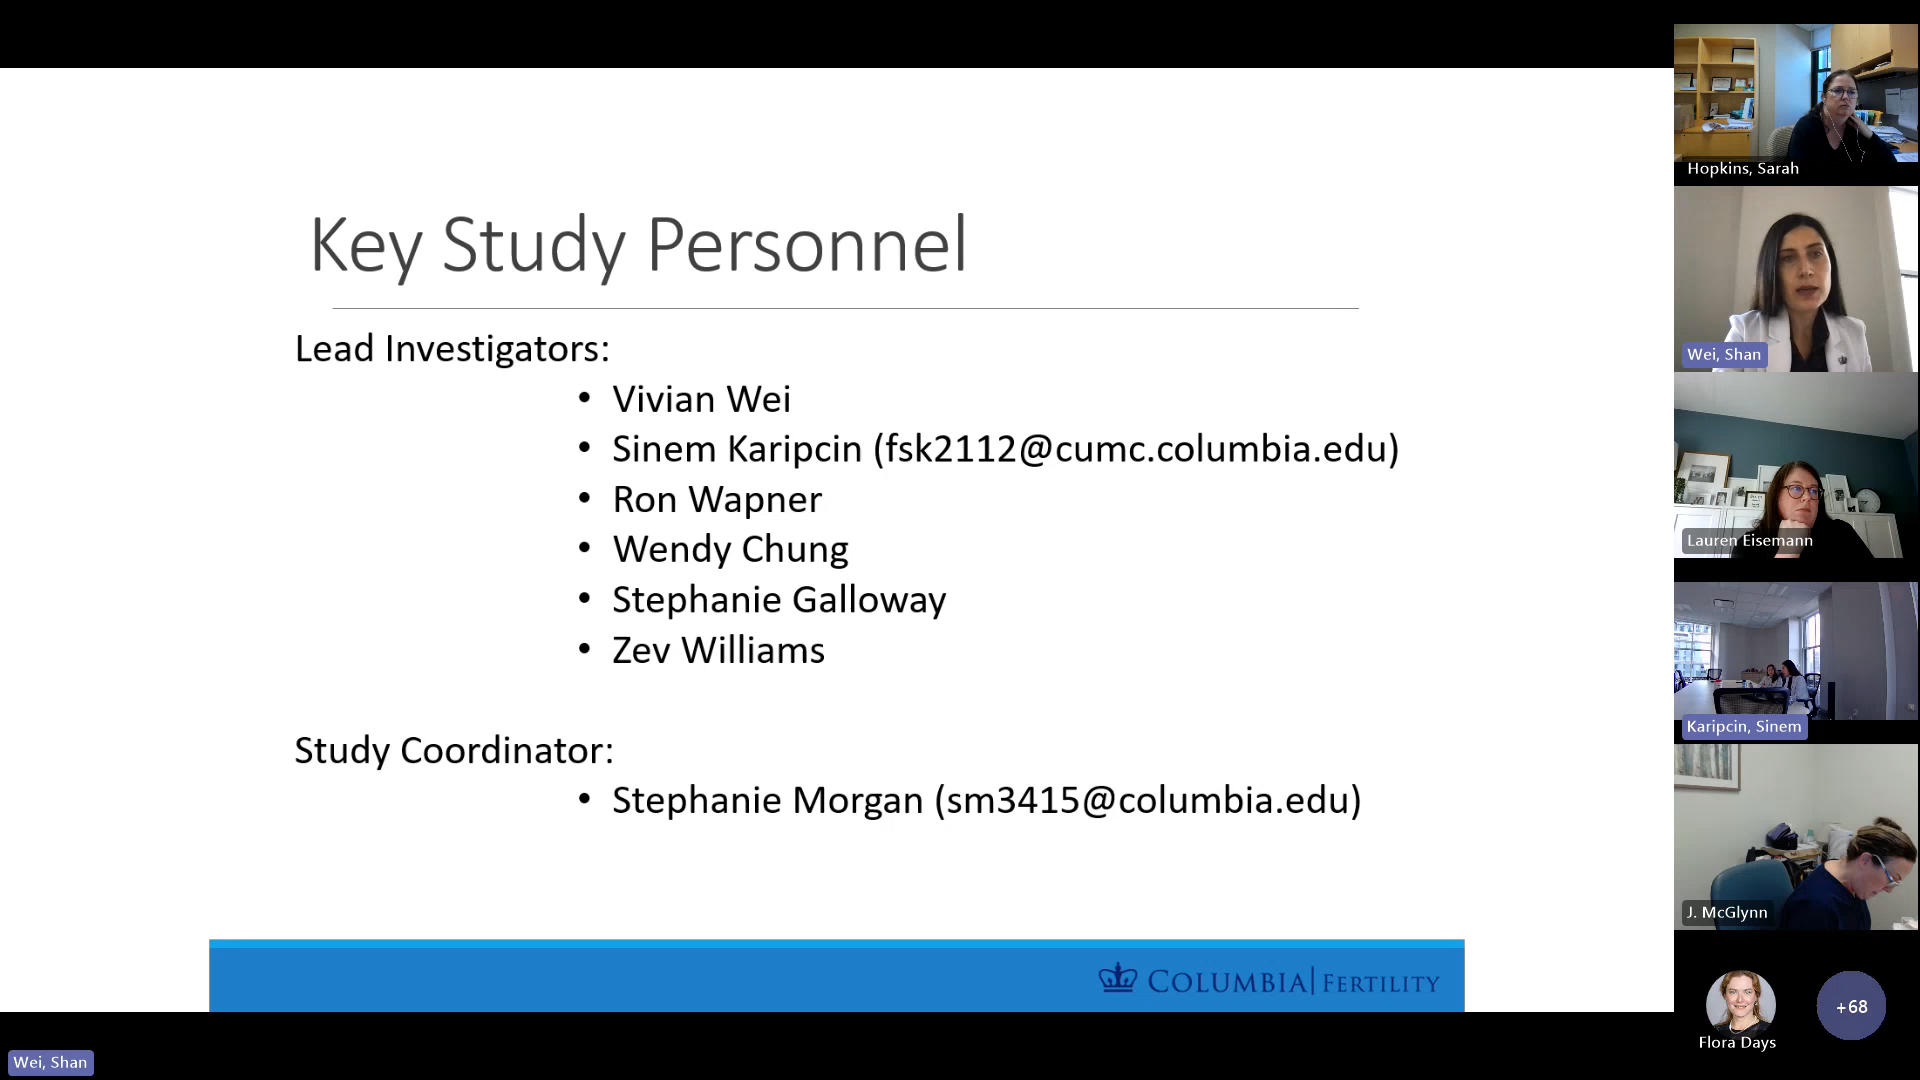 Key Study Personnel
Lead Investigators:
• Vivian Wei
• Sinem Karipcin (fsk2112@cumc.columbia.edu)
• Ron Wapner
• Wendy Chung
• Stephanie Galloway
• Zev Williams
Study Coordinator:
• Stephanie Morgan (sm3415@columbia.edu)
COLUMBIA | FERTILITY
Wei, Shan
Hopkins, Sarah
Wei, Shan
Lauren Eisemann
Karipcin, Sinem
J. McGlynn
Flora Days
+68